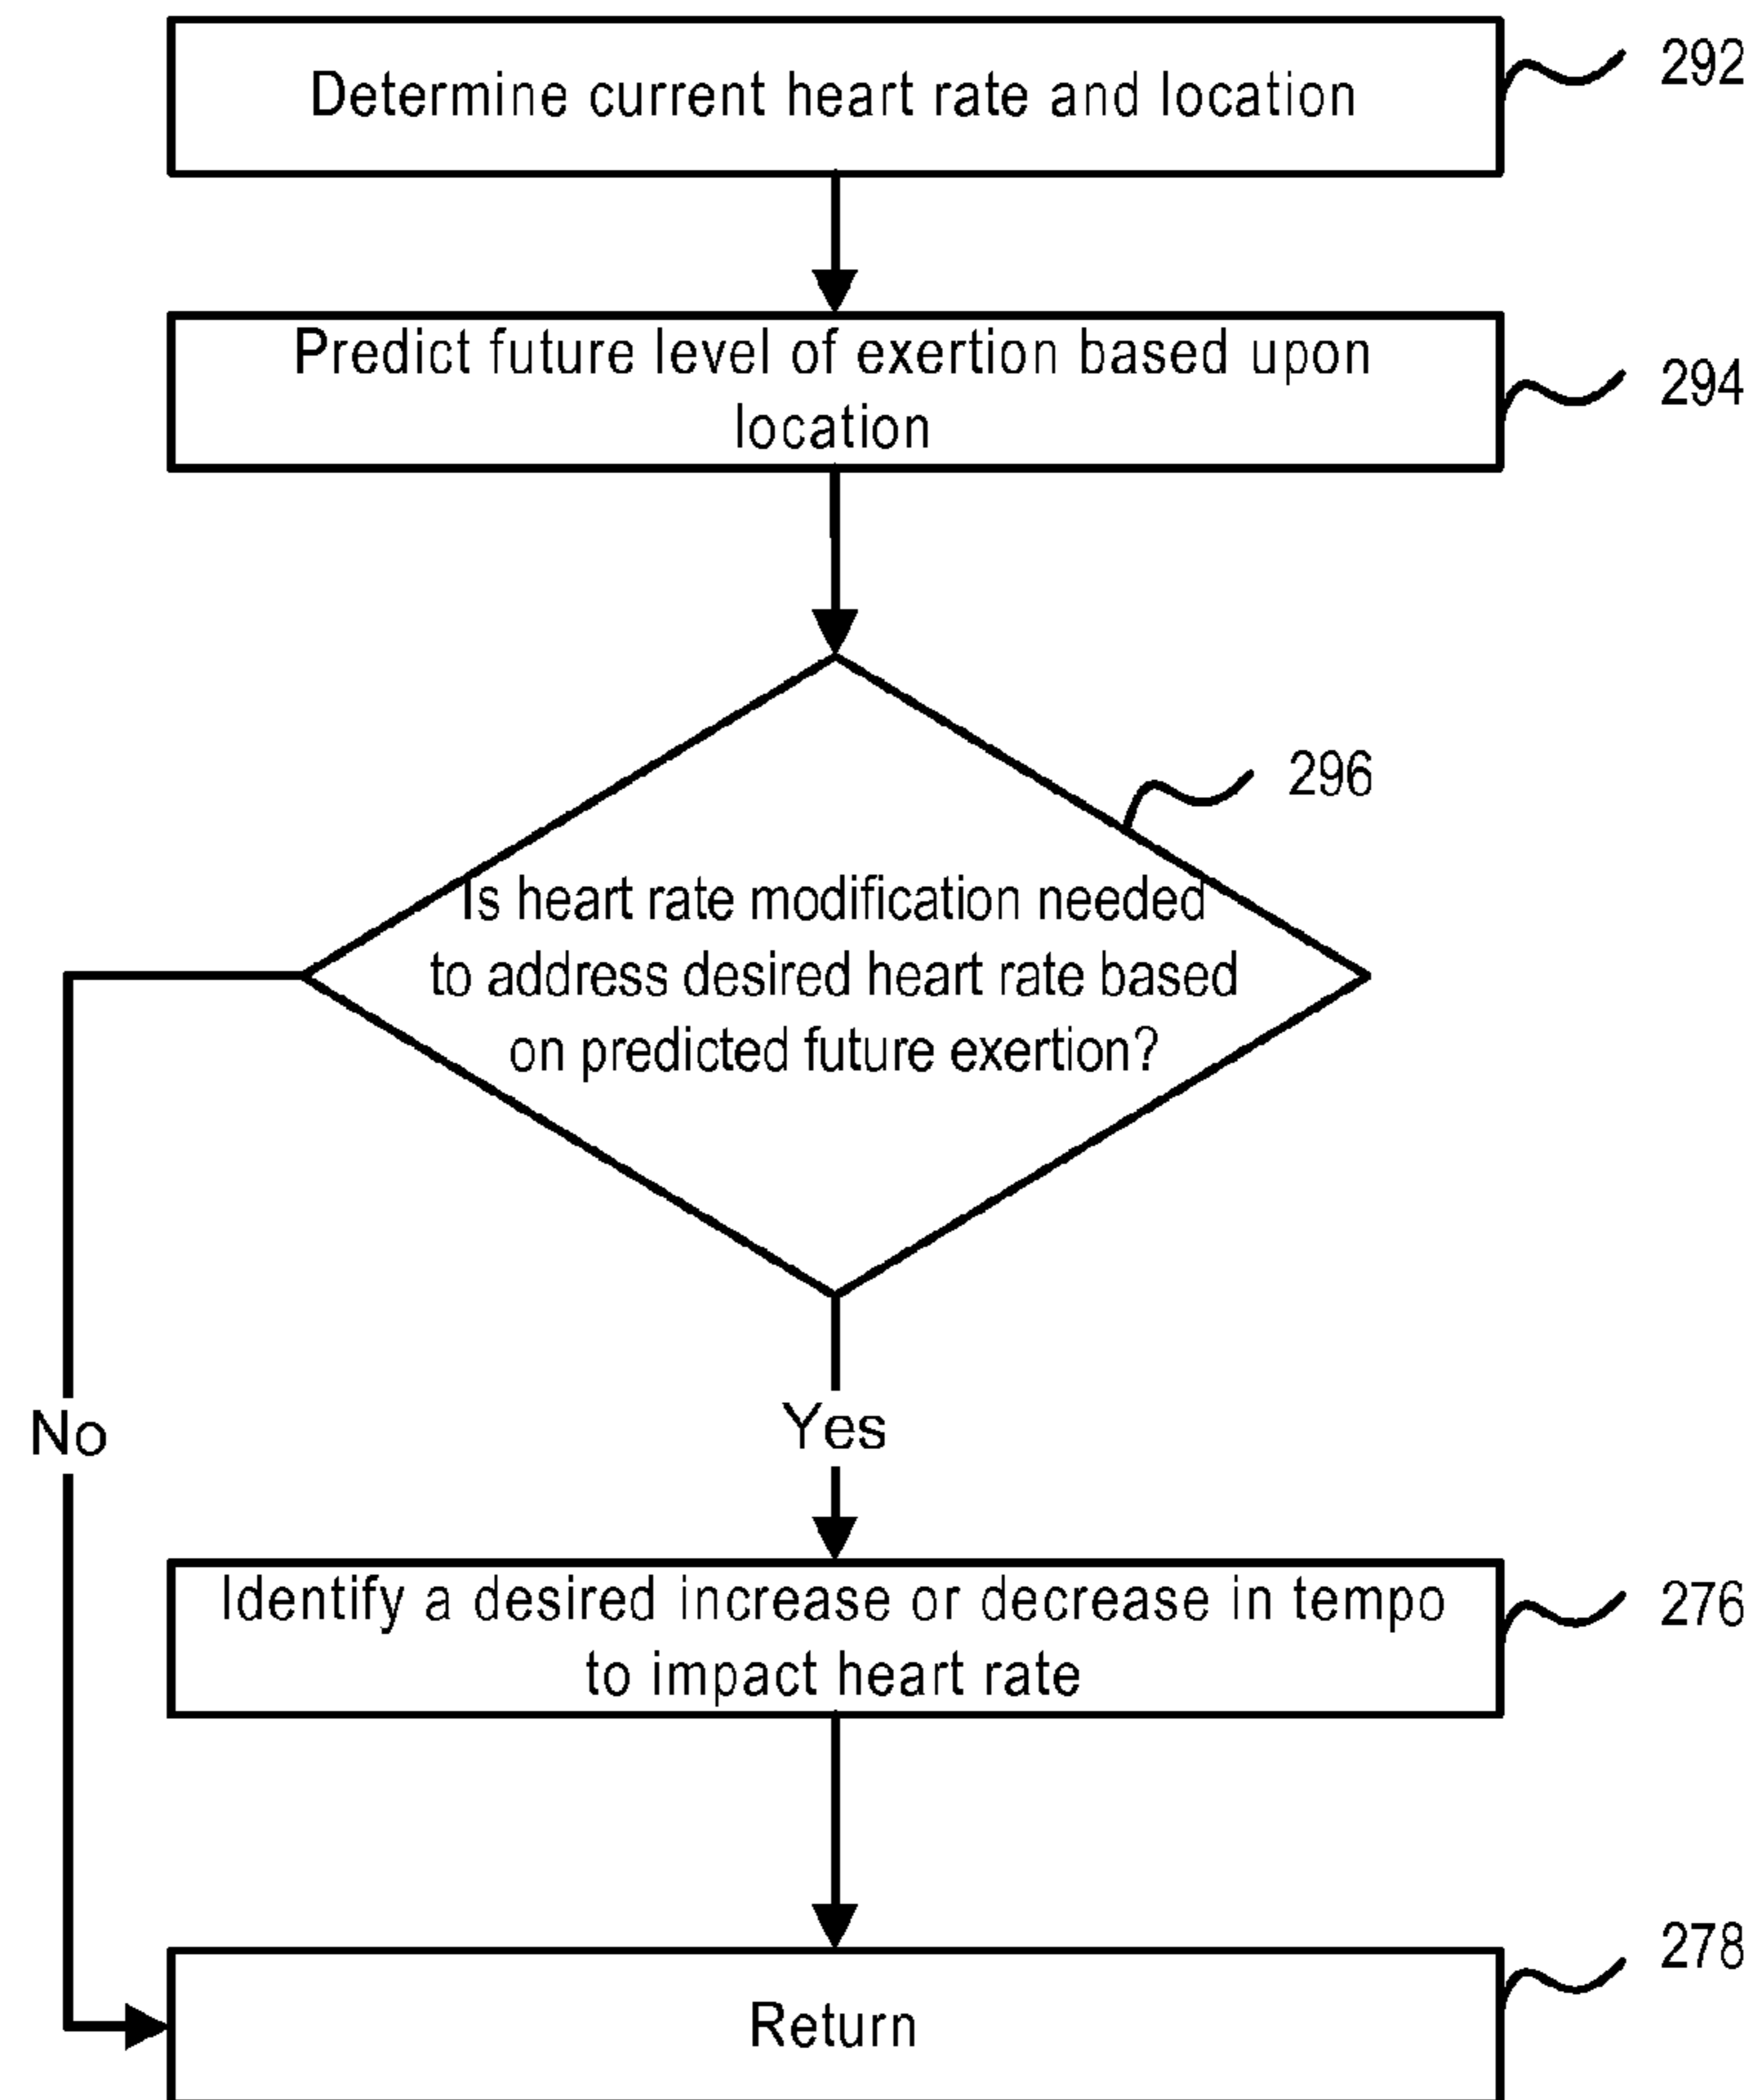 Determine current heart rate and location
292
Predict future level of exertion based upon
location
294
296
Is heart rate modification needed
to address desired heart rate based
on predicted future exertion?
No
Yes
Identify a desired increase or decrease in tempo
to impact heart rate
276
Return
278